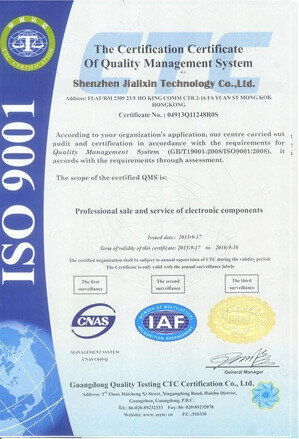 The Certification Certificate
Of Quality Management System
Shenzhen Jialixin Technology Co.,Ltd.
Address: FLAT/RM 2309 23/F HO KING COMM CTR 2-16 FA YUAN ST MONG KOK
HONGKONG
Certificate No. : 04913Q11248R0S
According to your organization's application, our centre carried out
audit and certification in accordance with the requirements for
Quality Management System (GB/T19001-2008/ISO9001:2008), it
accords with the requirements through assessment.
The scope of the certified QMS is:
Professional sale and service of electronic components
Issued date: 2013-9-17
Term of validity of this certificate: 2013-9-17 to 2016-9-16
The certified organization shall be subject to annual supervision of CTC during the validity period.
The Certificate is only valid with the annual surveillance labels
The first
surveillance
The second
surveillance
The third
surveillance
CNAS
IAF
MANAGEMENT SYSTEM
General Manager
Guangdong Quality Testing CTC Certification Co., Ltd.
Guangzhou, Guangdong, P.R.C.
ISO 9001
CTC